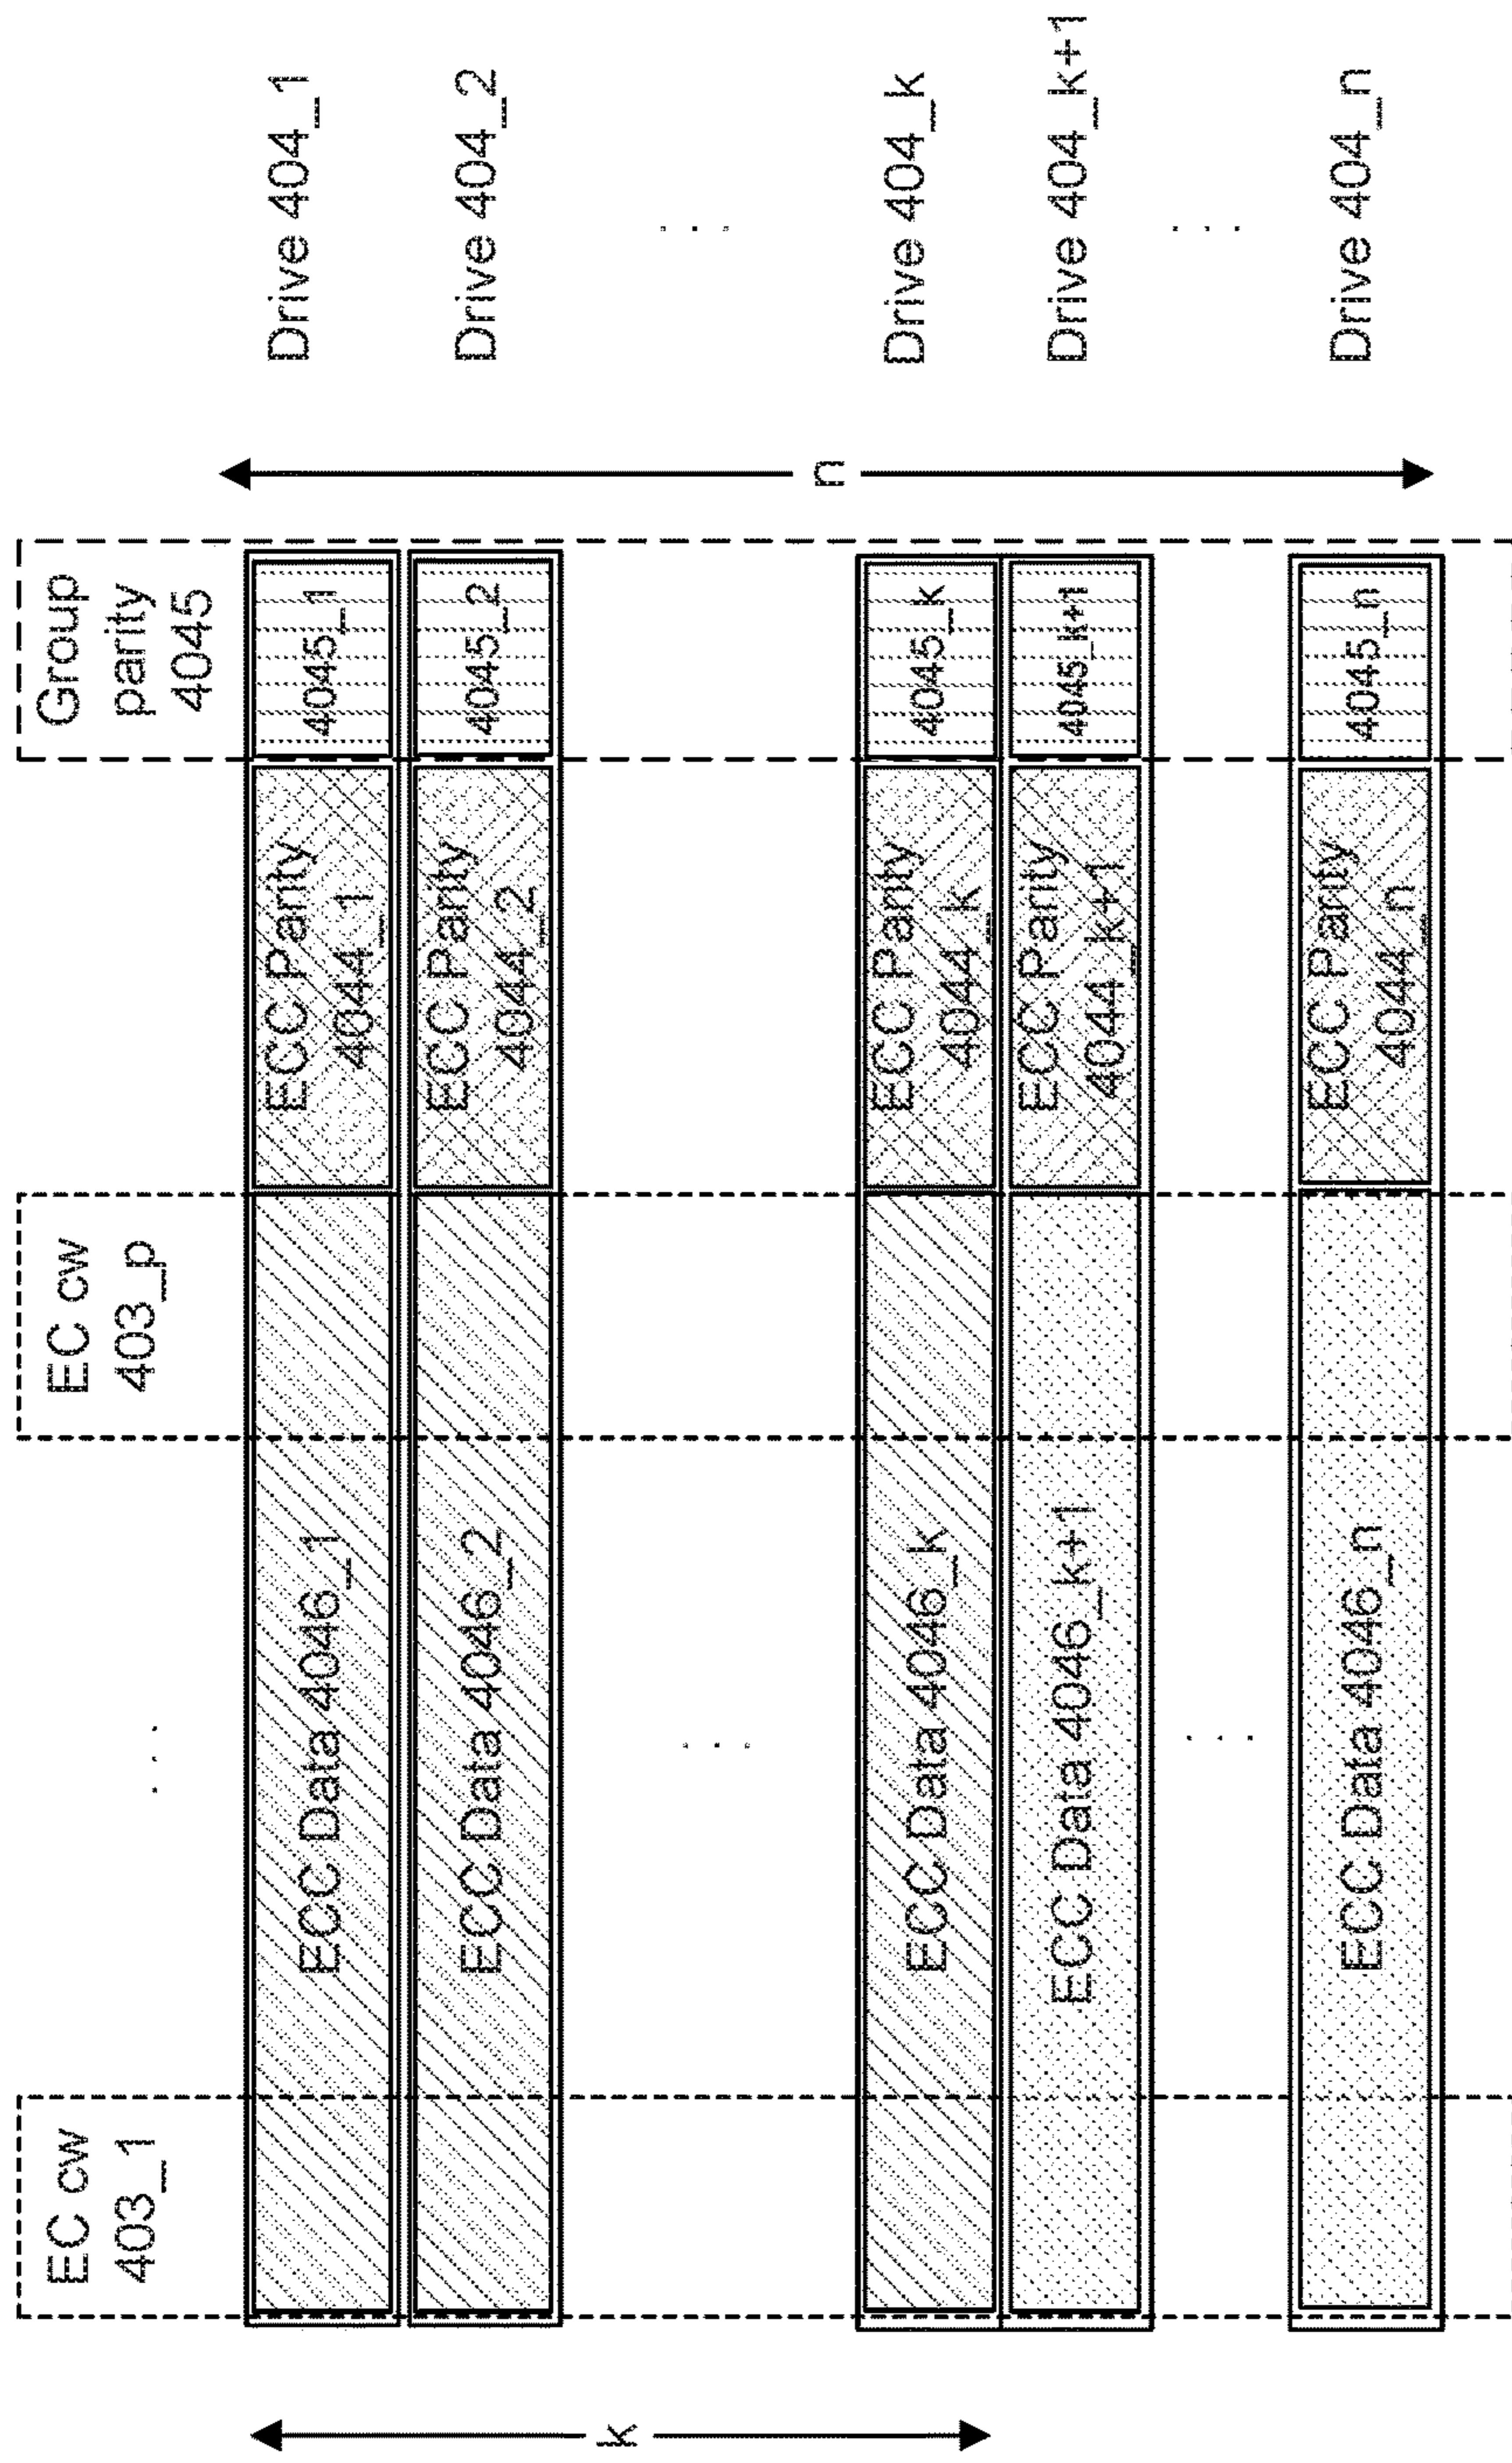 EC cw
403_1
. . .
EC cw
403_p
Group
parity
4045
k
ECC Data 4046_1
ECC Parity
4044_1
4045_1
Drive 404_1
ECC Data 4046_2
ECC Parity
4044_2
4045_2
Drive 404_2
. . .
n
. . .
ECC Data 4046_k
ECC Parity
4044_k
4045_k
Drive 404_k
ECC Data 4046_k+1
ECC Parity
4044_k+1
4045_k+1
Drive 404_k+1
. . .
. . .
ECC Data 4046_n
ECC Parity
4044_n
4045_n
Drive 404_n